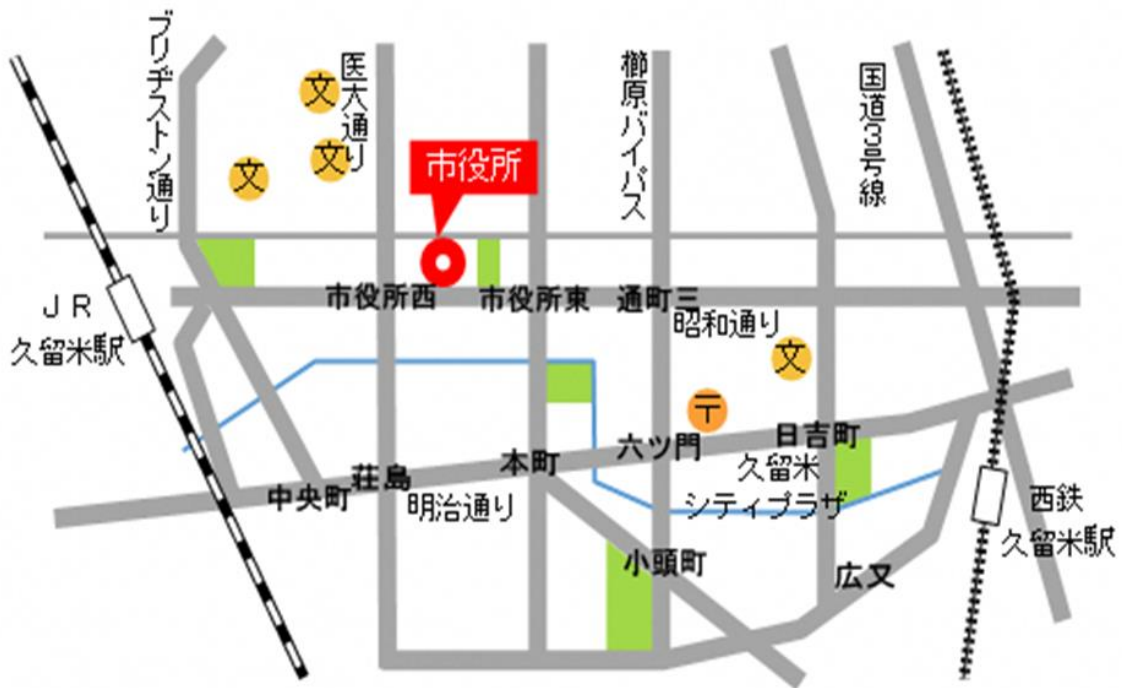 ブリヂストン通り
医大通り
櫛原バイパス
国道3号線
文
文
文
市役所
市役所西
市役所東
通町三
昭和通り
JR
久留米駅
文
〒
日吉町
六ツ門
本町
荘島
中央町
明治通り
久留米
シティプラザ
西鉄
久留米駅
小頭町
広又